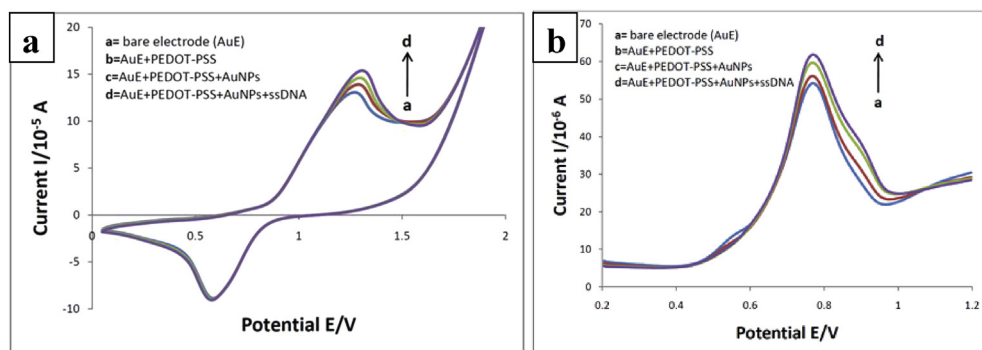 a
a= bare electrode (AuE)
b=AuE+PEDOT-PSS
c=AuE+PEDOT-PSS+AuNPs
d=AuE+PEDOT-PSS+AuNPs+ssDNA
d
a
Current I/10⁻⁵ A
20
15
10
5
0
-5
-10
0
0.5
1
1.5
2
Potential E/V
b
a= bare electrode (AuE)
b=AuE+PEDOT-PSS
c=AuE+PEDOT-PSS+AuNPs
d=AuE+PEDOT-PSS+AuNPs+ssDNA
d
a
Current I/10⁻⁶ A
70
60
50
40
30
20
10
0
0.2
0.4
0.6
0.8
1
1.2
Potential E/V